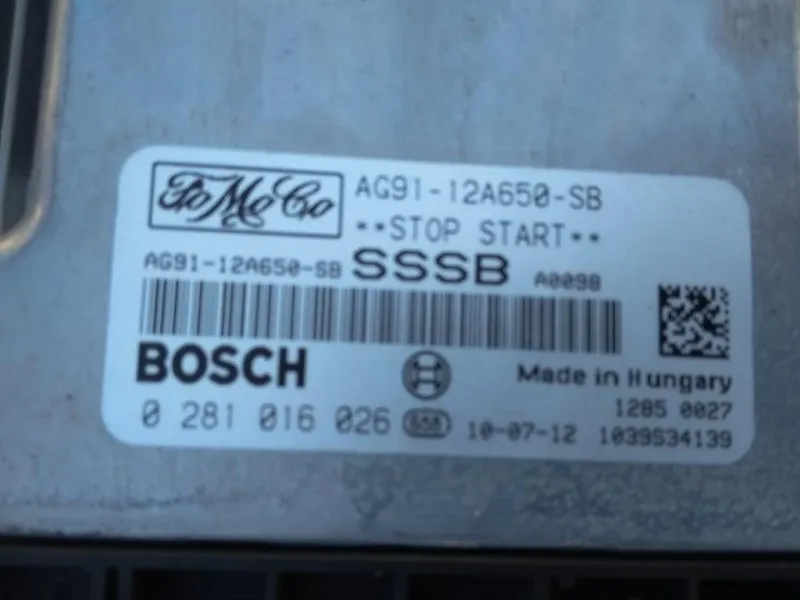 FoMoCo AG91-12A650-SB
**STOP START**
AG91-12A650-SB SSSB A0098
BOSCH Made in Hungary
1285 0027
0 281 016 026 10-07-12 1039S34139